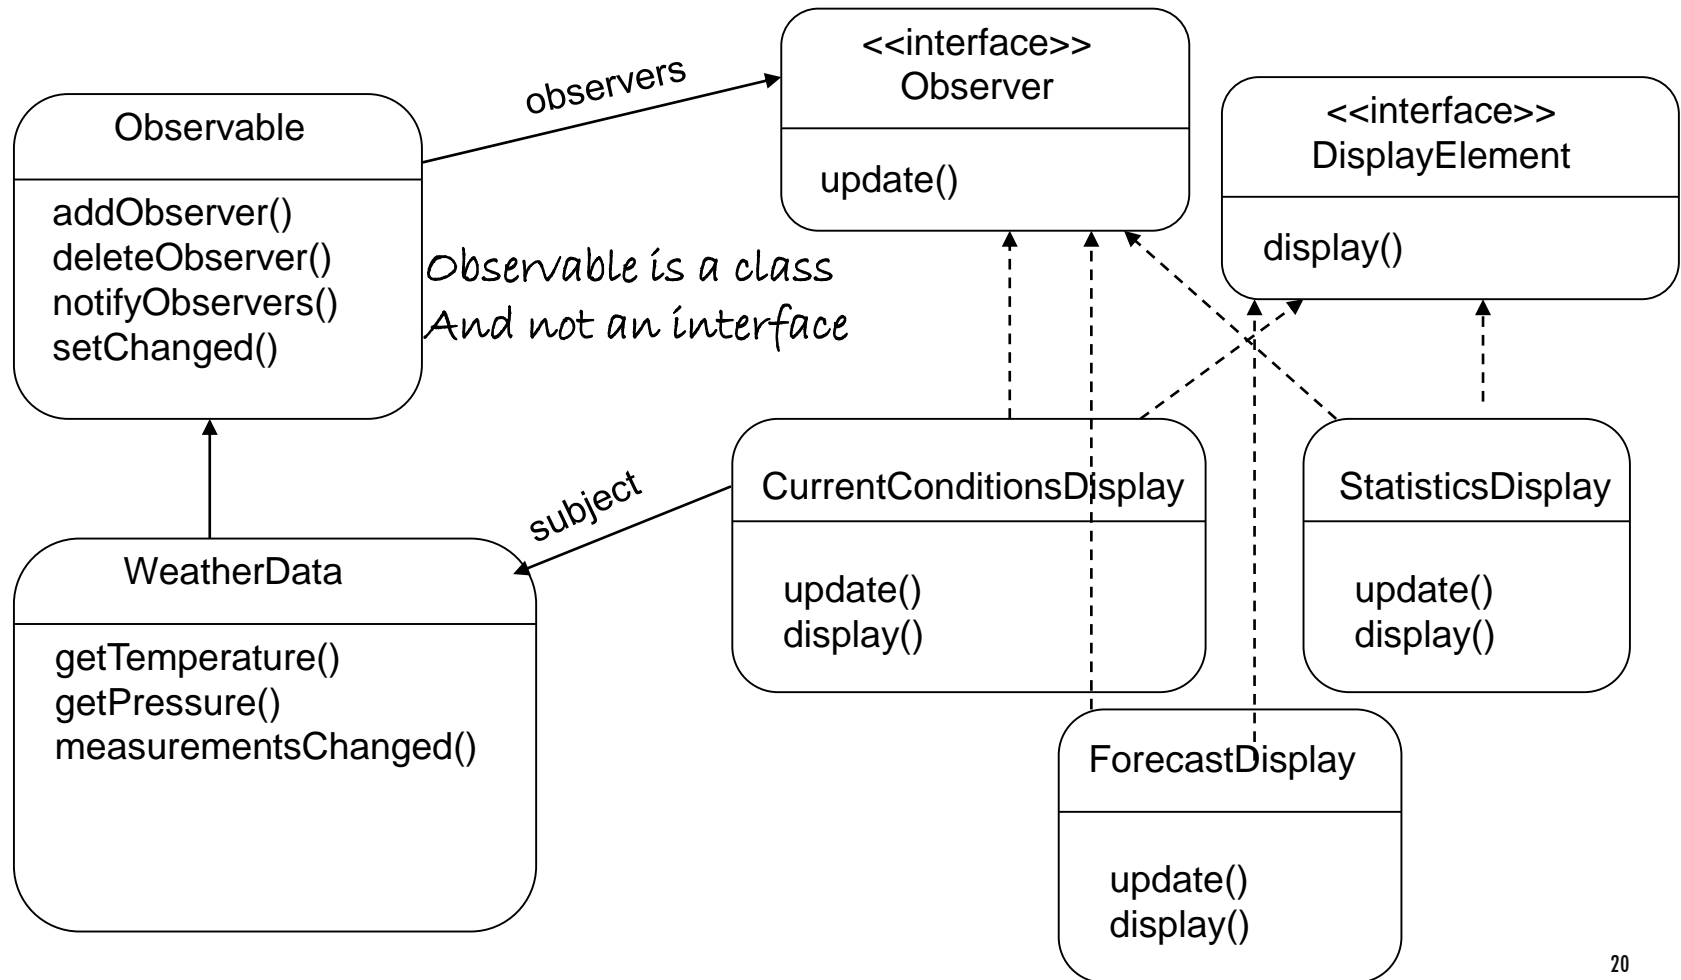 <<interface>>
Observer
update()
observers
<<interface>>
DisplayElement
display()
Observable
addObserver()
deleteObserver()
notifyObservers()
setChanged()
Observable is a class
And not an interface
subject
CurrentConditionsDisplay
update()
display()
StatisticsDisplay
update()
display()
WeatherData
getTemperature()
getPressure()
measurementsChanged()
ForecastDisplay
update()
display()
20